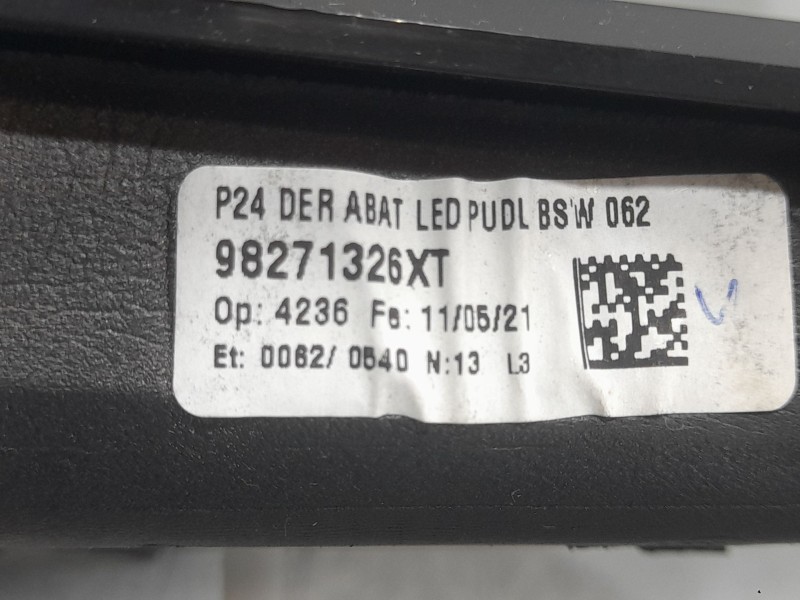 P24 DER ABAT LED PUDL BSW 062
98271326XT
Op: 4236 Fe: 11/05/21
Et: 0062/ 0540 N:13 L3